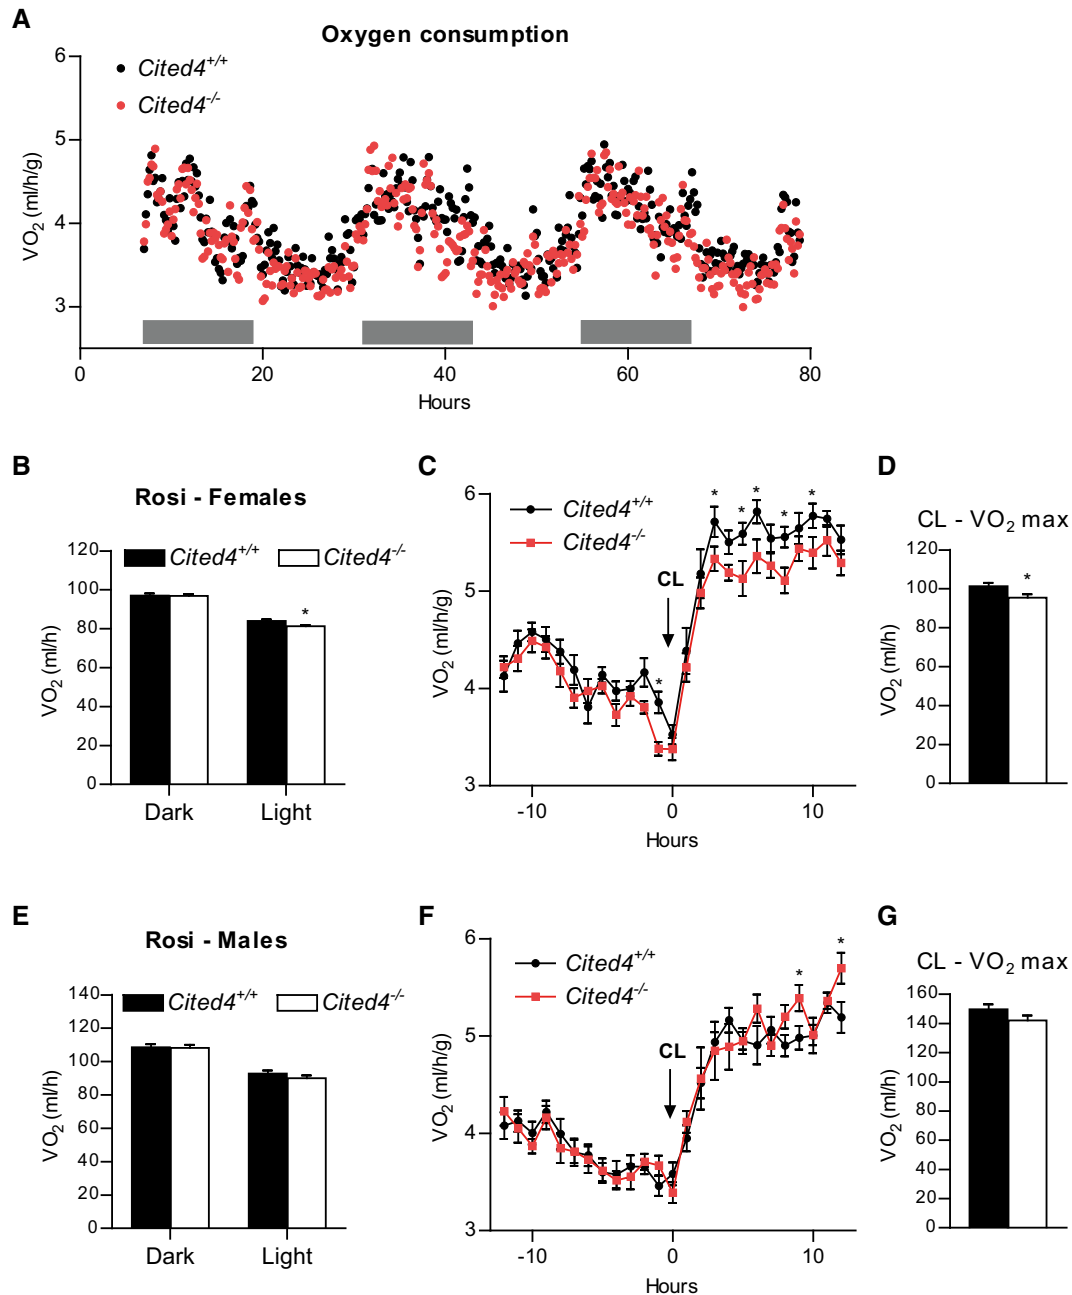 A
Oxygen consumption
Cited4+/+
Cited4-/-
VO2 (ml/h/g)
6
5
4
3
0 20 40 60 80
Hours
B
Rosi - Females
Cited4+/+ Cited4-/-
VO2 (ml/h)
120
100
80
60
40
20
0
*
Dark Light
C
Cited4+/+
Cited4-/-
VO2 (ml/h/g)
6
5
4
3
CL
* * * * * *
-10 0 10
Hours
D
CL - VO2 max
VO2 (ml/h)
120
100
80
60
40
20
0
*
E
Rosi - Males
Cited4+/+ Cited4-/-
VO2 (ml/h)
140
120
100
80
60
40
20
0
Dark Light
F
Cited4+/+
Cited4-/-
VO2 (ml/h/g)
6
5
4
3
CL
* *
-10 0 10
Hours
G
CL - VO2 max
VO2 (ml/h)
160
140
120
100
80
60
40
20
0